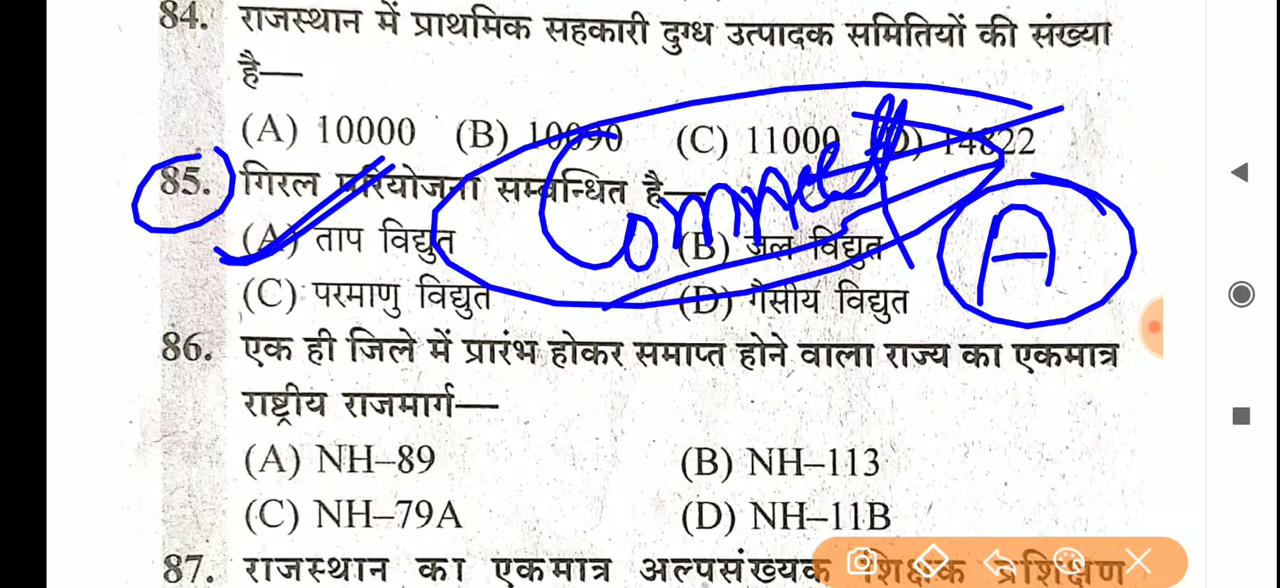 84. राजस्थान में प्राथमिक सहकारी दुग्ध उत्पादक समितियों की संख्या
है—
(A) 10000 (B) 10090 (C) 11000 (D) 14822
85. गिरल परियोजना सम्बन्धित है—
(A) ताप विद्युत (B) जल विद्युत
(C) परमाणु विद्युत (D) गैसीय विद्युत
A
86. एक ही जिले में प्रारंभ होकर समाप्त होने वाला राज्य का एकमात्र
राष्ट्रीय राजमार्ग—
(A) NH–89 (B) NH–113
(C) NH–79A (D) NH–11B
87. राजस्थान का एकमात्र अल्पसंख्यक शिक्षक प्रशिक्षण